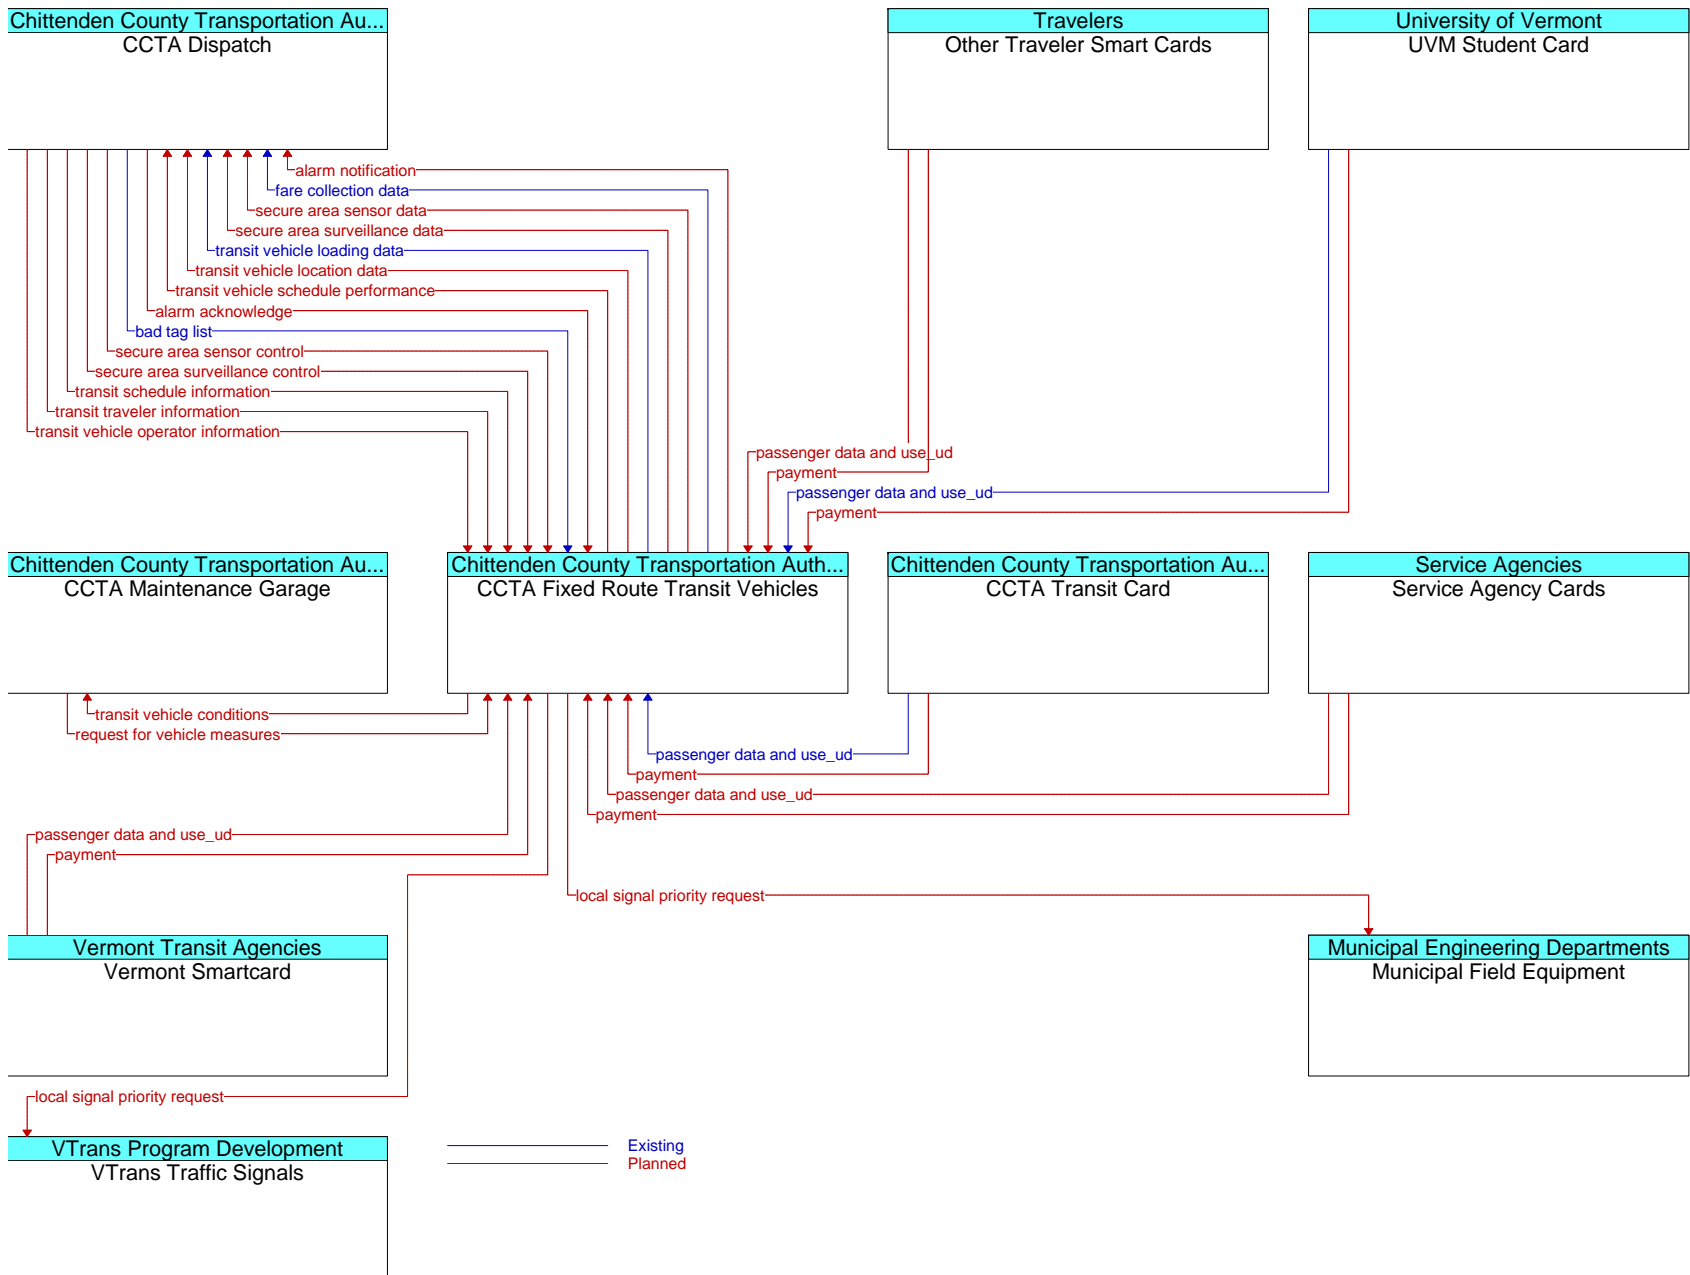 Chittenden County Transportation Au...
CCTA Dispatch
Travelers
Other Traveler Smart Cards
University of Vermont
UVM Student Card
alarm notification
fare collection data
secure area sensor data
secure area surveillance data
transit vehicle loading data
transit vehicle location data
transit vehicle schedule performance
alarm acknowledge
bad tag list
secure area sensor control
secure area surveillance control
transit schedule information
transit traveler information
transit vehicle operator information
passenger data and use_ud
payment
passenger data and use_ud
payment
Chittenden County Transportation Au...
CCTA Maintenance Garage
Chittenden County Transportation Auth...
CCTA Fixed Route Transit Vehicles
Chittenden County Transportation Au...
CCTA Transit Card
Service Agencies
Service Agency Cards
transit vehicle conditions
request for vehicle measures
passenger data and use_ud
payment
passenger data and use_ud
payment
passenger data and use_ud
payment
local signal priority request
Vermont Transit Agencies
Vermont Smartcard
Municipal Engineering Departments
Municipal Field Equipment
local signal priority request
VTrans Program Development
VTrans Traffic Signals
Existing
Planned